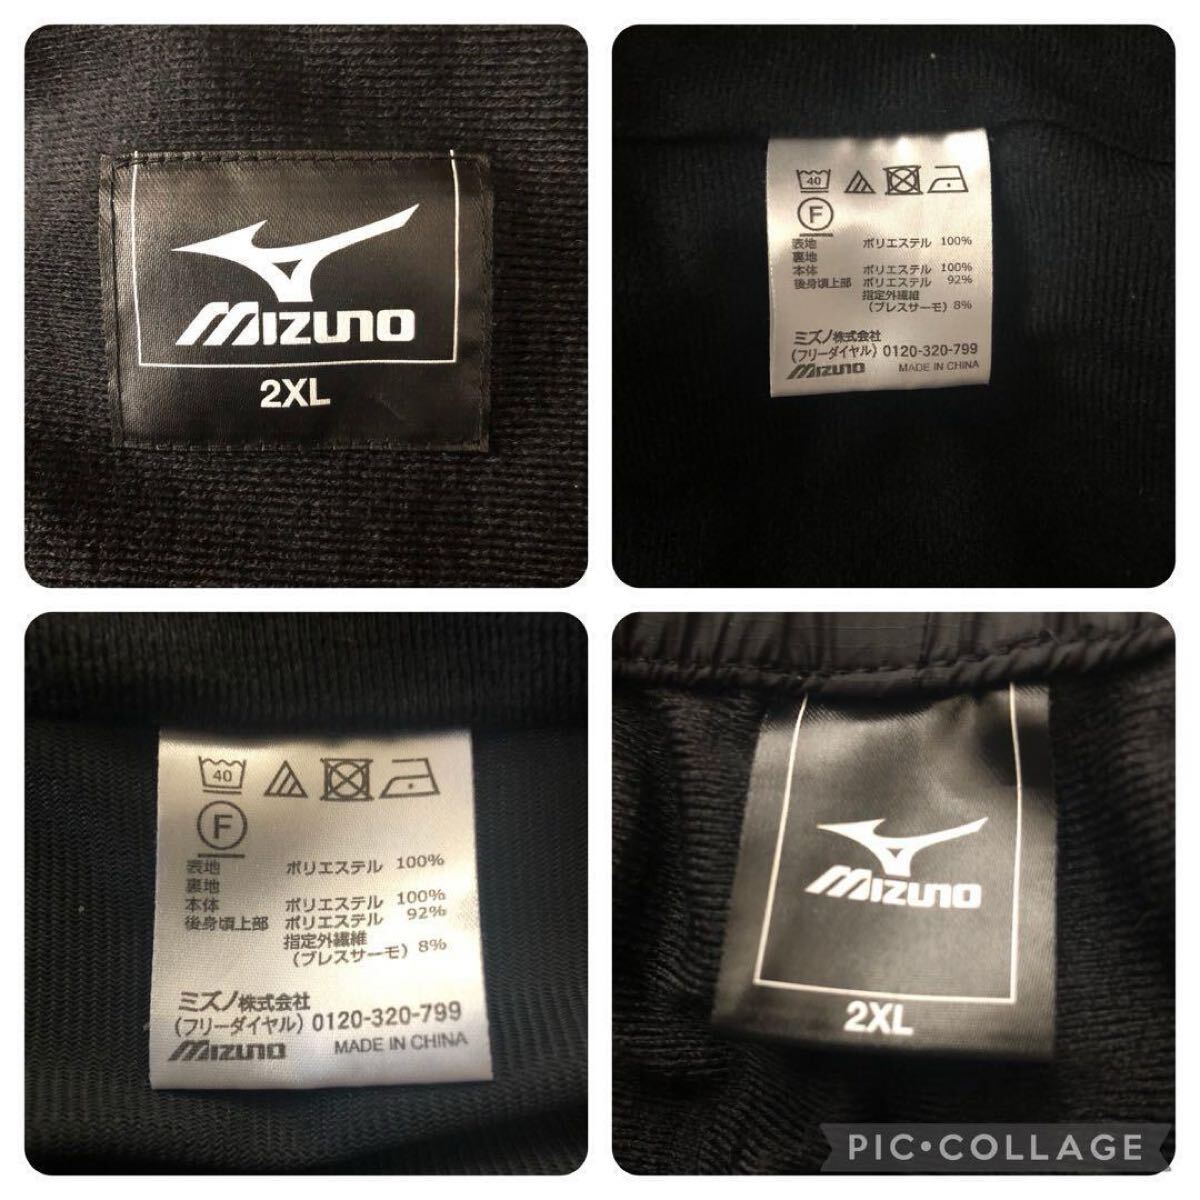 MIZUNO
2XL
40
F
表地 ポリエステル 100%
裏地
本体 ポリエステル 100%
後身頃上部 ポリエステル 92%
指定外繊維
(ブレスサーモ) 8%
ミズノ株式会社
(フリーダイヤル) 0120-320-799
MIZUNO MADE IN CHINA
40
F
表地 ポリエステル 100%
裏地
本体 ポリエステル 100%
後身頃上部 ポリエステル 92%
指定外繊維
(ブレスサーモ) 8%
ミズノ株式会社
(フリーダイヤル) 0120-320-799
MIZUNO MADE IN CHINA
MIZUNO
2XL
PIC•COLLAGE